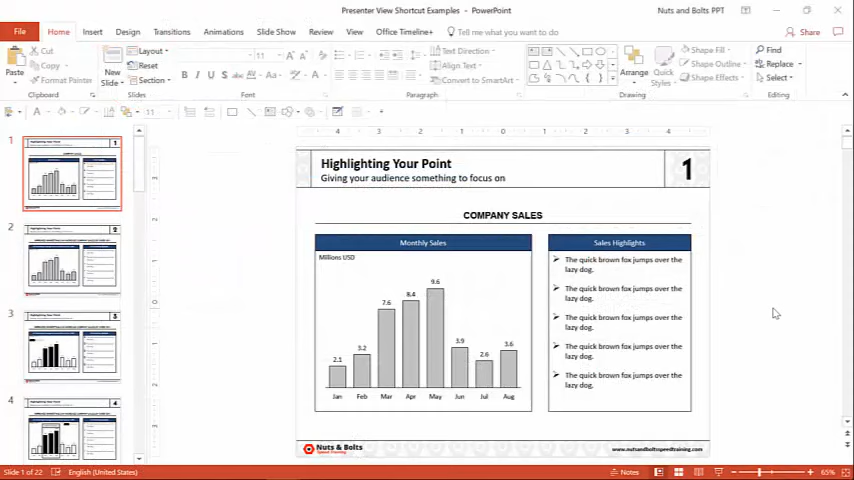 Presenter View Shortcut Examples - PowerPoint
Nuts and Bolts PPT
File Home Insert Design Transitions Animations Slide Show Review View Office Timeline+ Tell me what you want to do
Share
Paste
Cut
Copy
Format Painter
Clipboard
New
Slide
Layout
Reset
Section
Slides
11
Font
Text Direction
Align Text
Convert to SmartArt
Paragraph
Arrange
Quick
Styles
Shape Fill
Shape Outline
Shape Effects
Drawing
Find
Replace
Select
Editing
11
1
2
3
4
Highlighting Your Point
Giving your audience something to focus on
1
COMPANY SALES
Monthly Sales
Millions USD
2.1 3.2 7.6 8.4 9.6 3.9 2.6 3.6
Jan Feb Mar Apr May Jun Jul Aug
Sales Highlights
The quick brown fox jumps over the
lazy dog.
The quick brown fox jumps over the
lazy dog.
The quick brown fox jumps over the
lazy dog.
The quick brown fox jumps over the
lazy dog.
The quick brown fox jumps over the
lazy dog.
Nuts & Bolts
Speed Training
www.nutsandboltsspeedtraining.com
Slide 1 of 22
English (United States)
Notes
65%